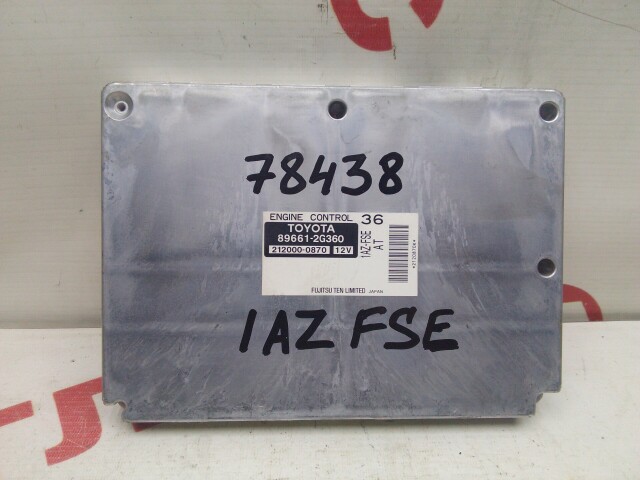 78438
ENGINE CONTROL 36
TOYOTA
89661-2G360
212000-0870 12V
1AZ-FSE
AT
FUJITSU TEN LIMITED JAPAN
1AZ FSE